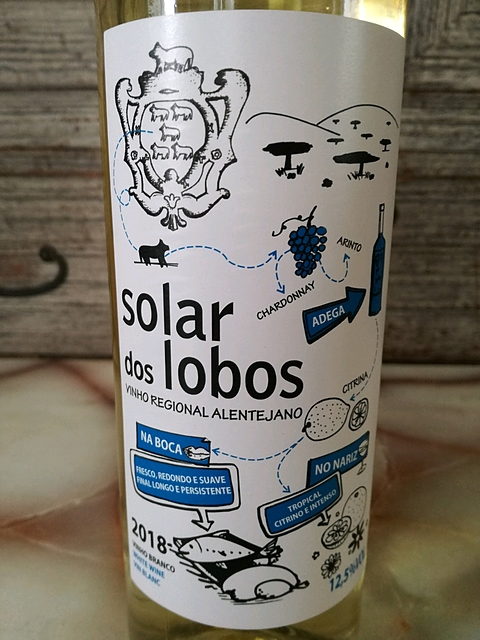 ARINTO
CHARDONNAY
ADEGA
solar
dos lobos
VINHO REGIONAL ALENTEJANO
CITRINA
NA BOCA
FRESCO, REDONDO E SUAVE
FINAL LONGO E PERSISTENTE
NO NARIZ
TROPICAL
CITRINO E INTENSO
2018
VINHO BRANCO
WHITE WINE
VIN BLANC
12,5%VOL